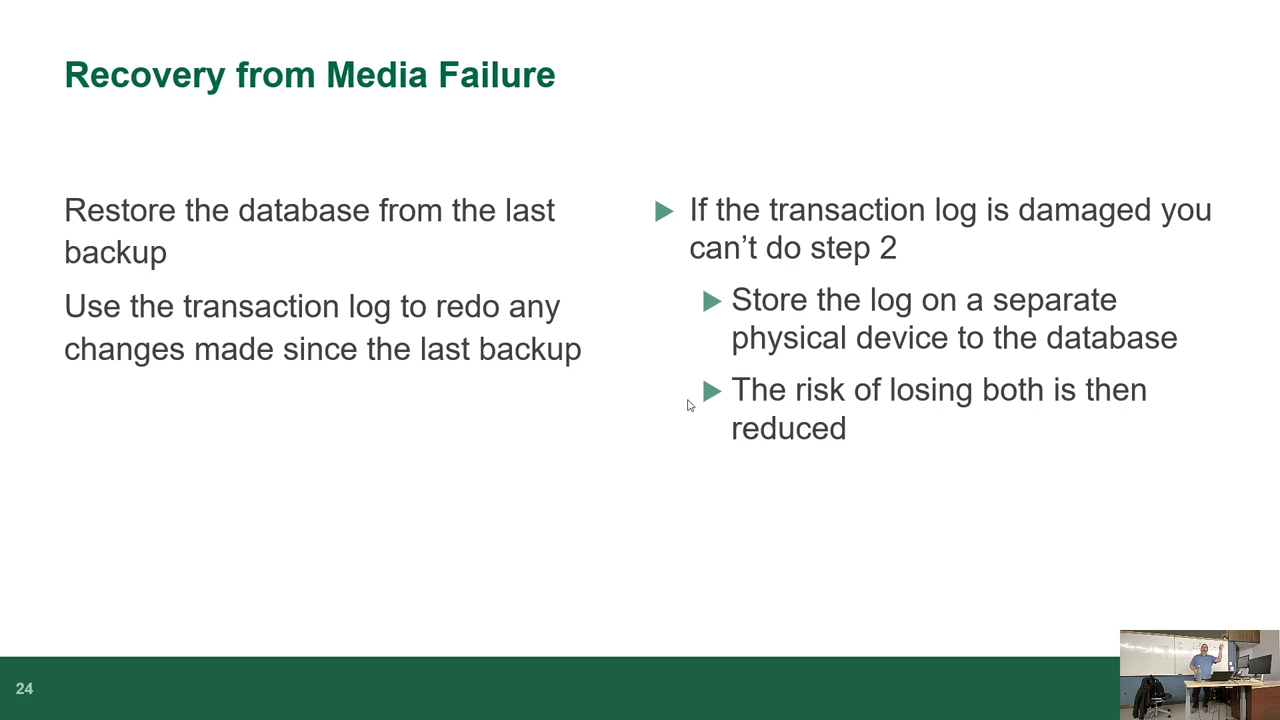 Recovery from Media Failure
Restore the database from the last
backup
Use the transaction log to redo any
changes made since the last backup
If the transaction log is damaged you
can’t do step 2
Store the log on a separate
physical device to the database
The risk of losing both is then
reduced
24